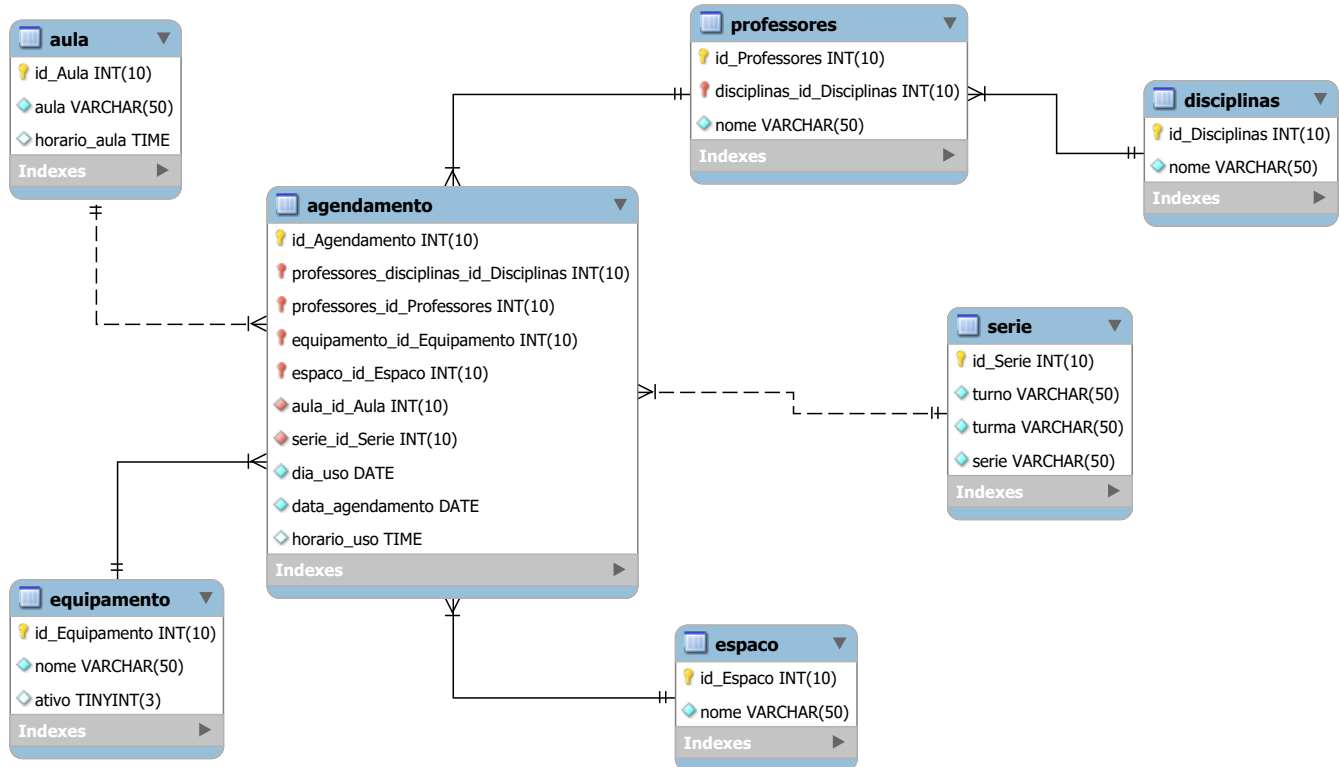 aula
id_Aula INT(10)
aula VARCHAR(50)
horario_aula TIME
Indexes
professores
id_Professores INT(10)
disciplinas_id_Disciplinas INT(10)
nome VARCHAR(50)
Indexes
disciplinas
id_Disciplinas INT(10)
nome VARCHAR(50)
Indexes
agendamento
id_Agendamento INT(10)
professores_disciplinas_id_Disciplinas INT(10)
professores_id_Professores INT(10)
equipamento_id_Equipamento INT(10)
espaco_id_Espaco INT(10)
aula_id_Aula INT(10)
serie_id_Serie INT(10)
dia_uso DATE
data_agendamento DATE
horario_uso TIME
Indexes
serie
id_Serie INT(10)
turno VARCHAR(50)
turma VARCHAR(50)
serie VARCHAR(50)
Indexes
equipamento
id_Equipamento INT(10)
nome VARCHAR(50)
ativo TINYINT(3)
Indexes
espaco
id_Espaco INT(10)
nome VARCHAR(50)
Indexes